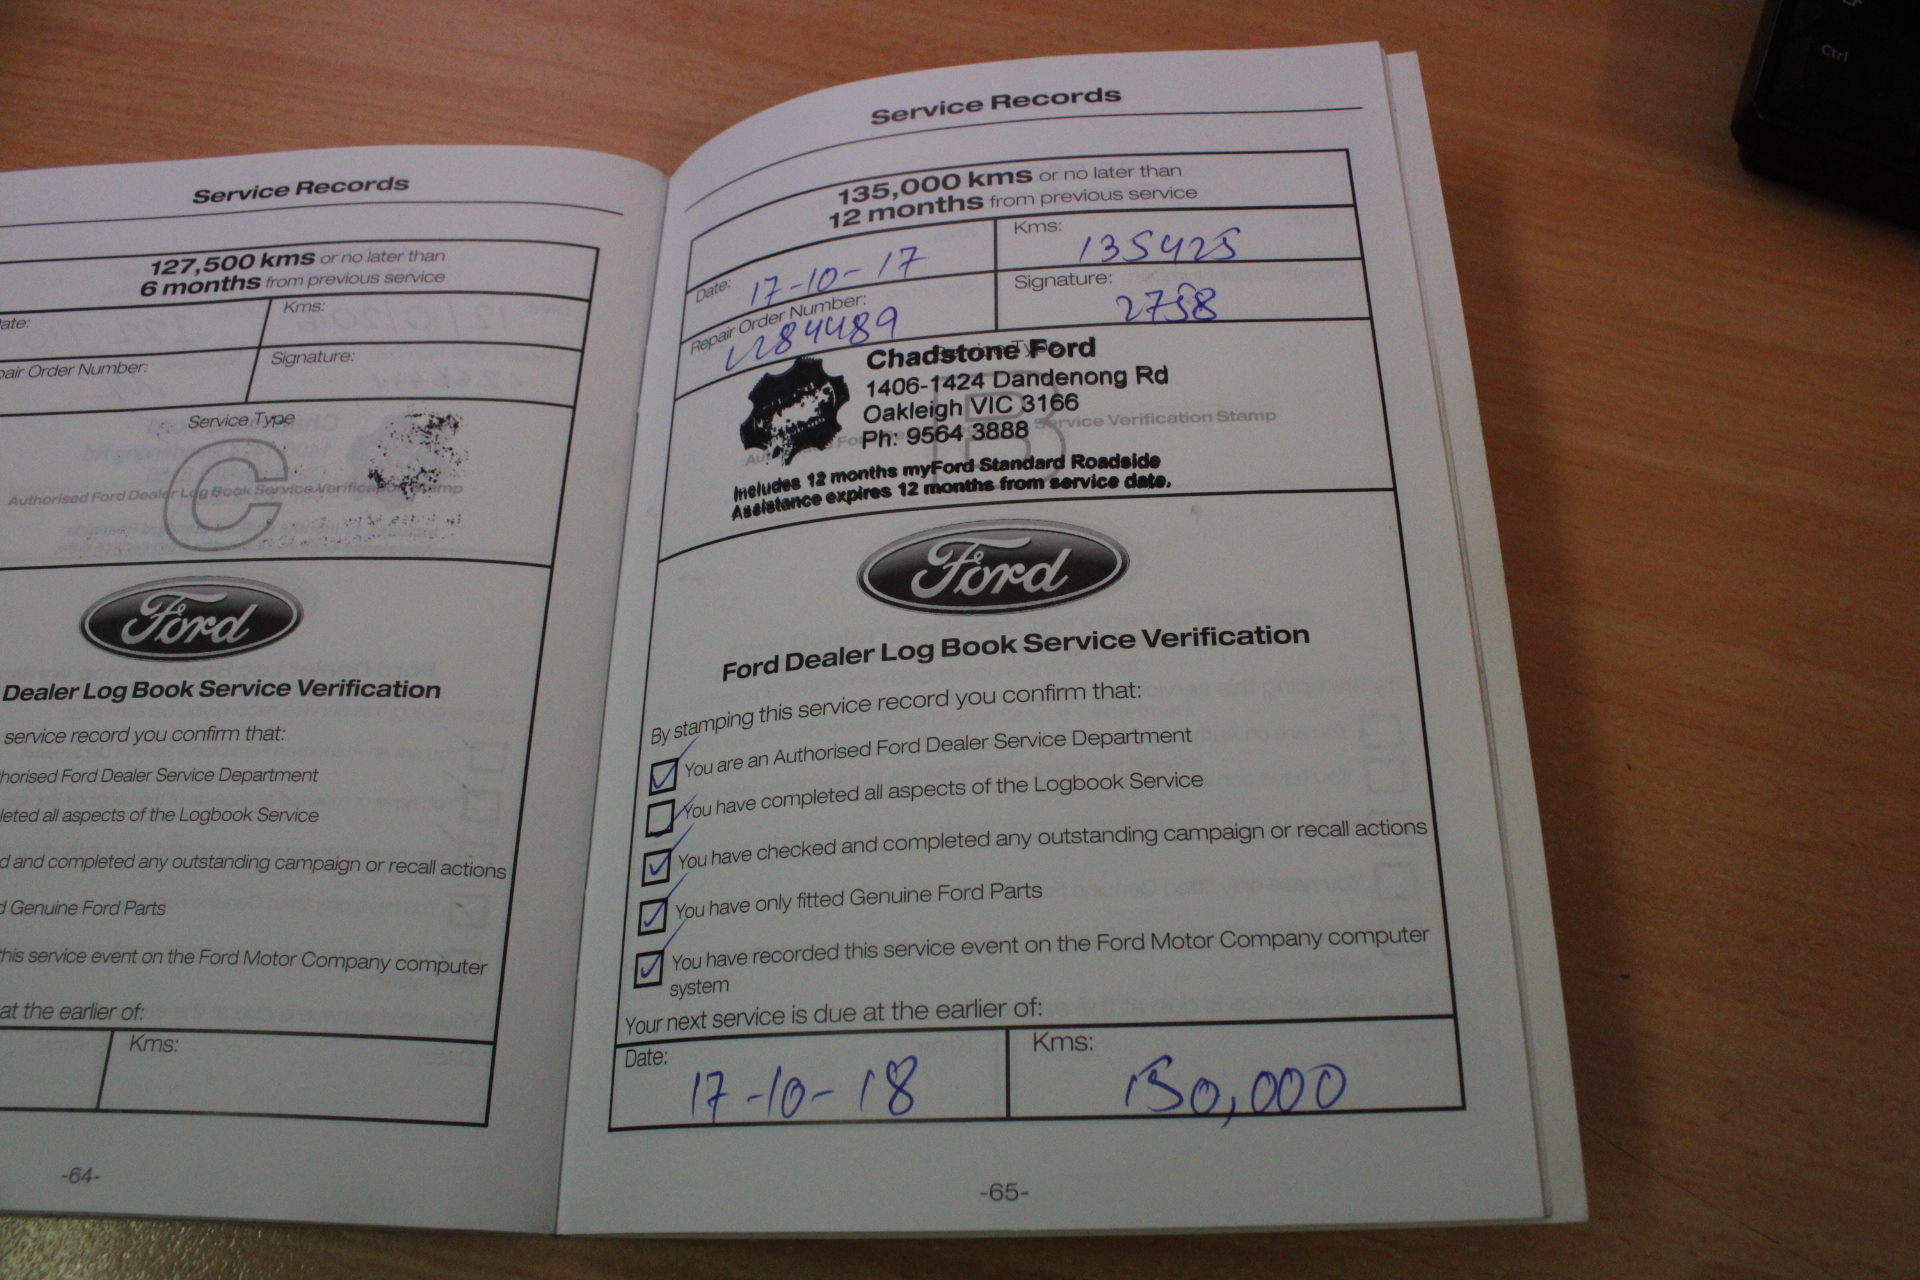 Service Records
127,500 kms or no later than
6 months from previous service
ate:
Kms:
pair Order Number:
Signature:
Service Type
C
Authorised Ford Dealer Log Book Service Verification Stamp
Ford
Dealer Log Book Service Verification
service record you confirm that:
thorised Ford Dealer Service Department
leted all aspects of the Logbook Service
d and completed any outstanding campaign or recall actions
d Genuine Ford Parts
this service event on the Ford Motor Company computer
at the earlier of:
Kms:
-64-
Service Records
135,000 kms or no later than
12 months from previous service
Date: 17-10-17
Kms: 135425
Repair Order Number:
Signature: 2758
Chadstone Ford
1406-1424 Dandenong Rd
Oakleigh VIC 3166
Ph: 9564 3888
B
Service Verification Stamp
Includes 12 months myFord Standard Roadside
Assistance expires 12 months from service date.
Ford
Ford Dealer Log Book Service Verification
By stamping this service record you confirm that:
You are an Authorised Ford Dealer Service Department
You have completed all aspects of the Logbook Service
You have checked and completed any outstanding campaign or recall actions
You have only fitted Genuine Ford Parts
You have recorded this service event on the Ford Motor Company computer
system
Your next service is due at the earlier of:
Date: 17-10-18
Kms: 150,000
-65-
Ctrl